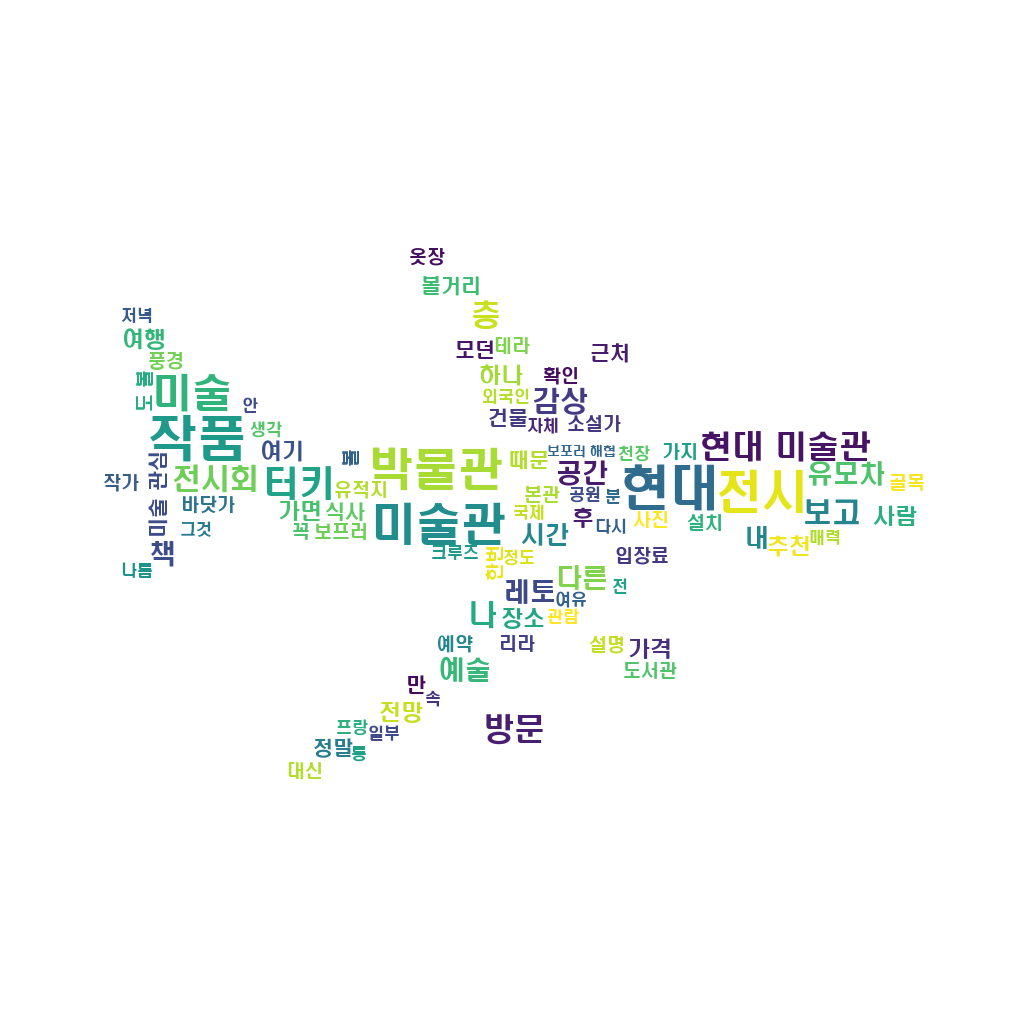 옷장
볼거리
층
저녁
여행
모던
테라
근처
풍경
하나
확인
도
볼
미술
안
외국인
감상
건물
자체
소설가
작품
생각
여기
현대 미술관
보포러 해협
천장
가지
작가
미술 관심
전시회
터키
유적지
볼
박물관
때문
공간
현대
전시
유모차
골목
바닷가
가면
식사
본관
공원
분
그것
꼭
보프러
미술관
국제
후
다시
사진
설치
보고
사람
책
크루즈
시간
내
추천
매력
나름
한번
정도
다른
입장료
전
레토
여유
나
장소
관람
예약
리라
설명
가격
예술
도서관
만
속
전망
방문
프랑
일부
정말
통
대신